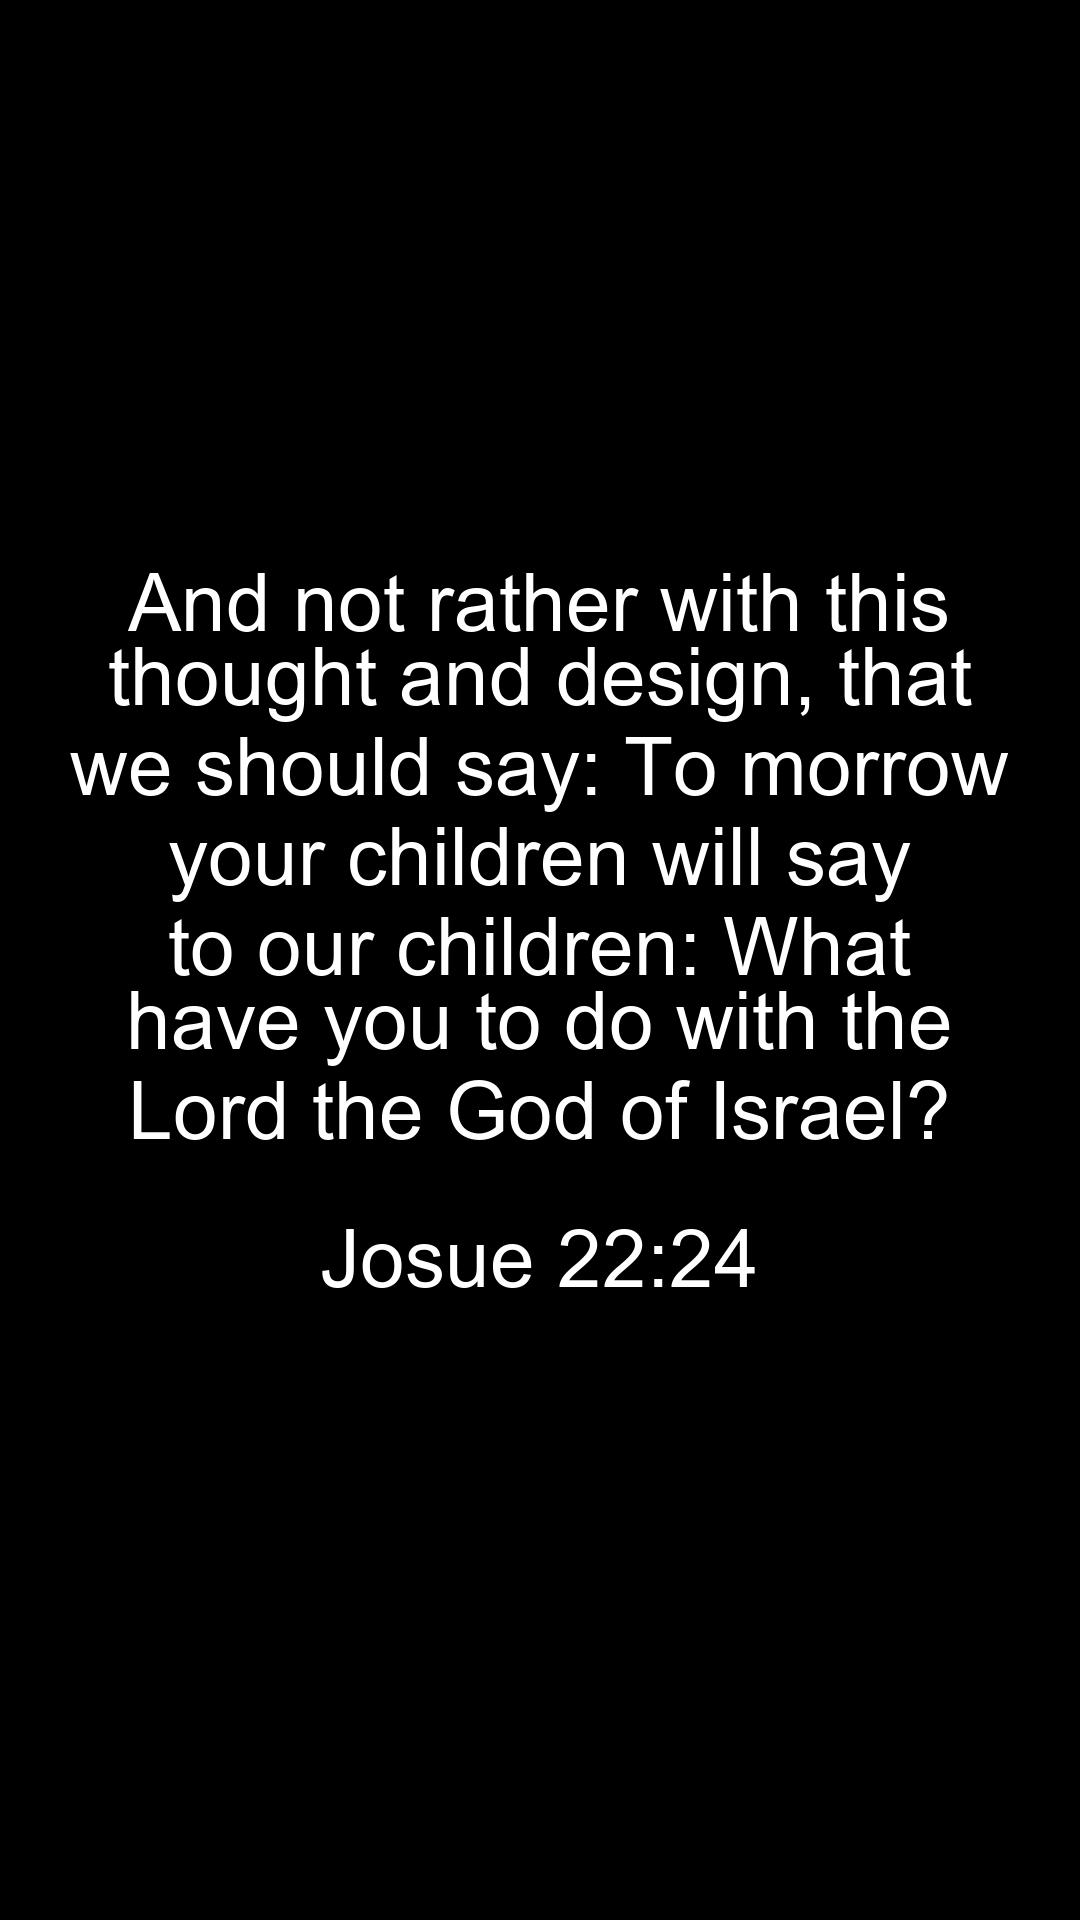 And not rather with this
thought and design, that
we should say: To morrow
your children will say
to our children: What
have you to do with the
Lord the God of Israel?
Josue 22:24